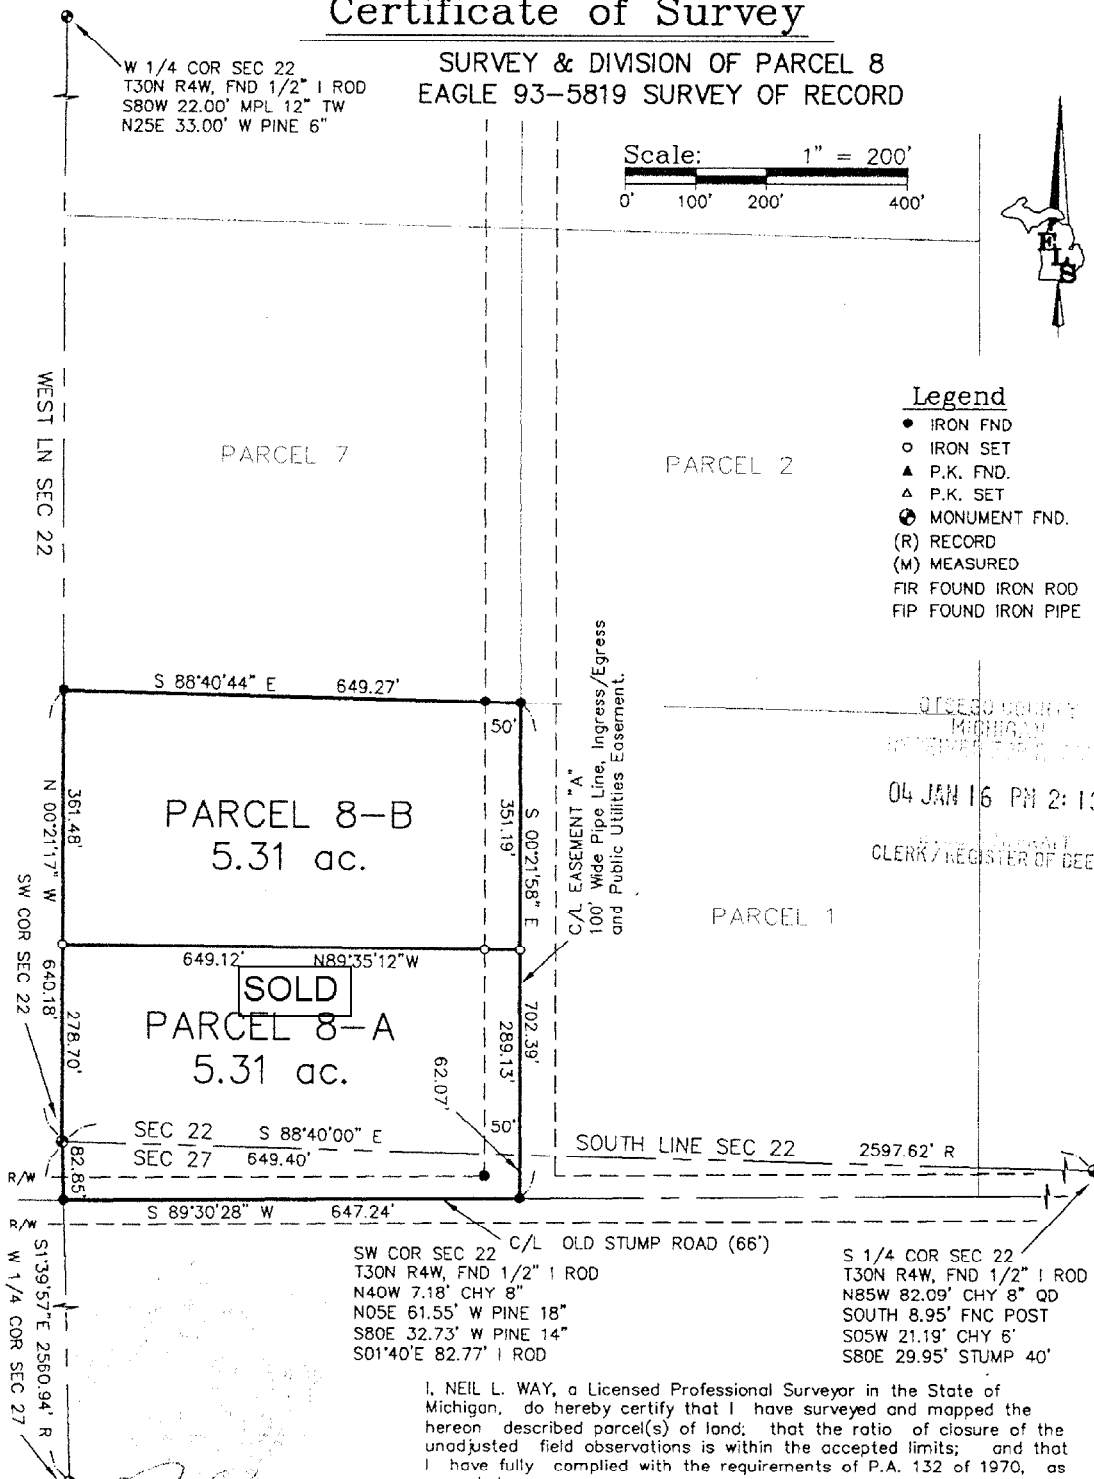 Certificate of Survey
SURVEY & DIVISION OF PARCEL 8
EAGLE 93-5819 SURVEY OF RECORD
W 1/4 COR SEC 22
T30N R4W, FND 1/2" I ROD
S80W 22.00' MPL 12" TW
N25E 33.00' W PINE 6"
Scale: 1" = 200'
0' 100' 200' 400'
E
L
S
WEST LN SEC 22
PARCEL 7
PARCEL 2
Legend
IRON FND
IRON SET
P.K. FND.
P.K. SET
MONUMENT FND.
(R) RECORD
(M) MEASURED
FIR FOUND IRON ROD
FIP FOUND IRON PIPE
S 88°40'44" E 649.27'
50'
C/L EASEMENT "A"
100' Wide Pipe Line, Ingress/Egress
and Public Utilities Easement.
OTSEGO COUNTY
MICHIGAN
04 JAN 16 PM 2: 13
CLERK/REGISTER OF DEE
PARCEL 8-B
5.31 ac.
361.48'
N 00°21'17" W
351.19'
S 00°21'58" E
PARCEL 1
SW COR SEC 22
649.12' N89°35'12"W
SOLD
PARCEL 8-A
5.31 ac.
640.18'
278.70'
702.39'
289.13'
62.07'
50'
SEC 22 S 88°40'00" E
SEC 27 649.40'
SOUTH LINE SEC 22 2597.62' R
82.85'
R/W
S 89°30'28" W 647.24'
R/W
C/L OLD STUMP ROAD (66')
S1°39'57"E 2560.94' R
W 1/4 COR SEC 27
SW COR SEC 22
T30N R4W, FND 1/2" I ROD
N40W 7.18' CHY 8"
N05E 61.55' W PINE 18"
S80E 32.73' W PINE 14"
S01°40'E 82.77' I ROD
S 1/4 COR SEC 22
T30N R4W, FND 1/2" I ROD
N85W 82.09' CHY 8" QD
SOUTH 8.95' FNC POST
S05W 21.19' CHY 6'
S80E 29.95' STUMP 40'
I, NEIL L. WAY, a Licensed Professional Surveyor in the State of
Michigan, do hereby certify that I have surveyed and mapped the
hereon described parcel(s) of land; that the ratio of closure of the
unadjusted field observations is within the accepted limits; and that
I have fully complied with the requirements of P.A. 132 of 1970, as